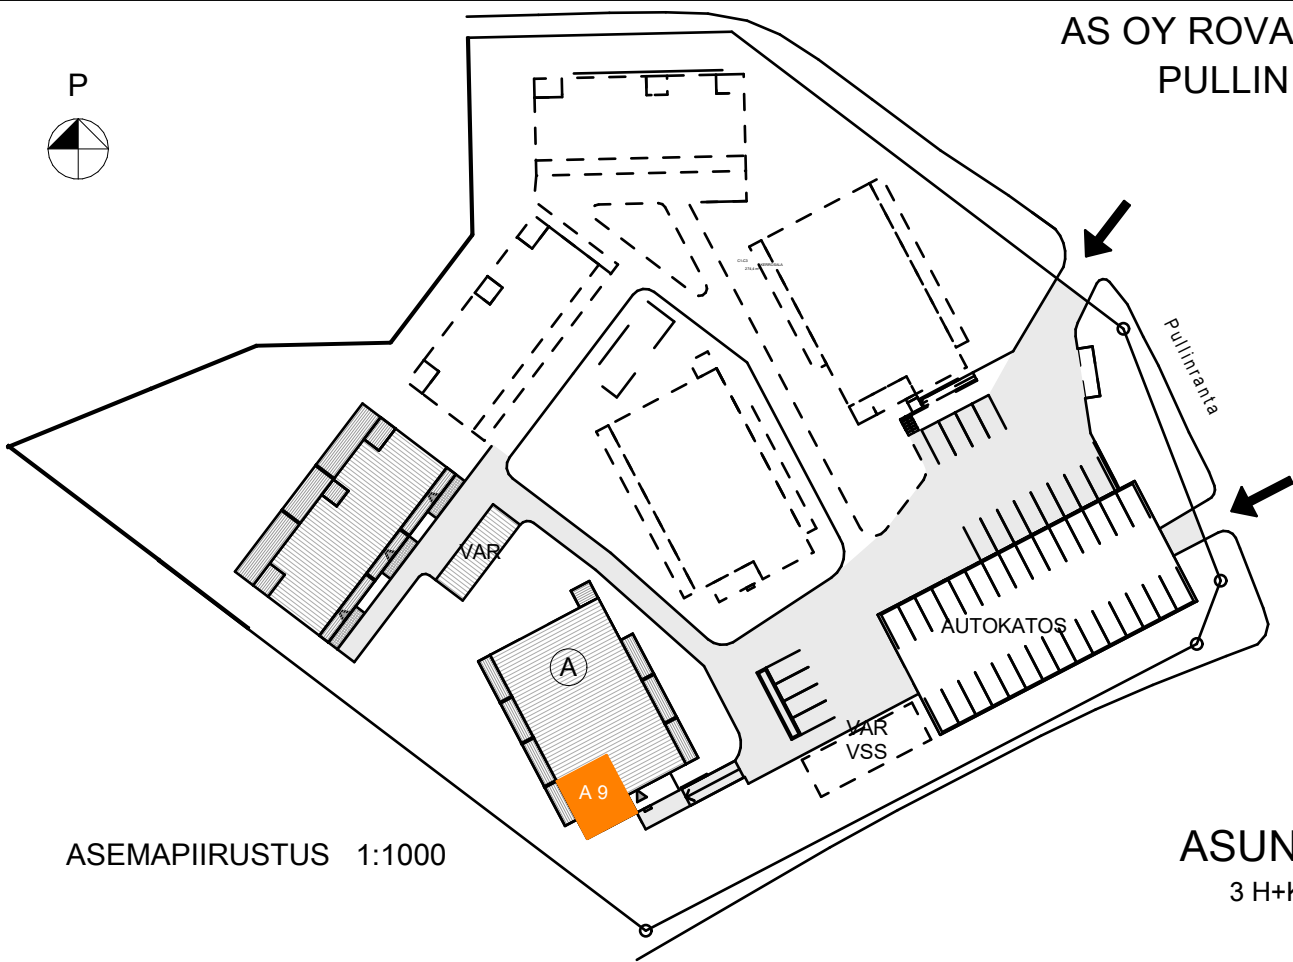 AS OY ROVA
PULLIN
P
Pullinranta
VAR
A
AUTOKATOS
VAR
VSS
A 9
ASEMAPIIRUSTUS 1:1000
ASUN
3 H+K